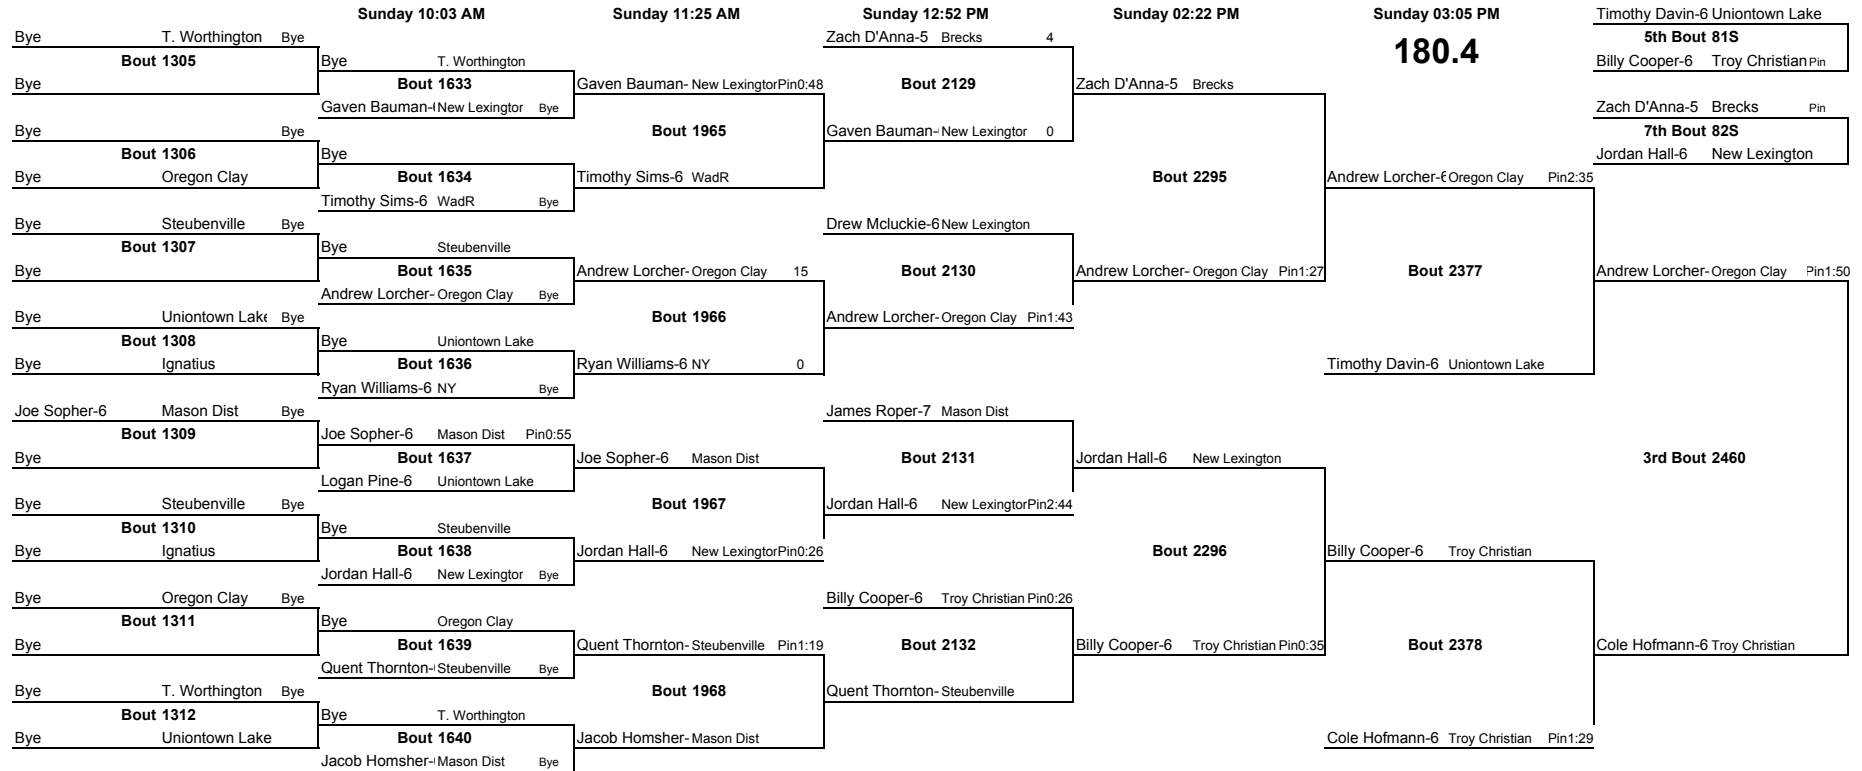 Sunday 10:03 AM Sunday 11:25 AM Sunday 12:52 PM Sunday 02:22 PM Sunday 03:05 PM Timothy Davin-6 Uniontown Lake
Bye T. Worthington Bye Zach D'Anna-5 Brecks 4 180.4 5th Bout 81S
Bout 1305 Bye T. Worthington Billy Cooper-6 Troy Christian Pin
Bye Bout 1633 Gaven Bauman- New Lexingtor Pin0:48 Bout 2129 Zach D'Anna-5 Brecks
Gaven Bauman-( New Lexingtor Bye Zach D'Anna-5 Brecks Pin
Bye Bye Bout 1965 Gaven Bauman- New Lexington 0 7th Bout 82S
Bout 1306 Bye Jordan Hall-6 New Lexington
Bye Oregon Clay Bout 1634 Timothy Sims-6 WadR Bout 2295 Andrew Lorcher-6 Oregon Clay Pin2:35
Timothy Sims-6 WadR Bye
Bye Steubenville Bye Drew Mcluckie-6 New Lexington
Bout 1307 Bye Steubenville
Bye Bout 1635 Andrew Lorcher- Oregon Clay 15 Bout 2130 Andrew Lorcher- Oregon Clay Pin1:27 Bout 2377 Andrew Lorcher- Oregon Clay Pin1:50
Andrew Lorcher- Oregon Clay Bye
Bye Uniontown Lake Bye Bout 1966 Andrew Lorcher- Oregon Clay Pin1:43
Bout 1308 Bye Uniontown Lake
Bye Ignatius Bout 1636 Ryan Williams-6 NY 0 Timothy Davin-6 Uniontown Lake
Ryan Williams-6 NY Bye
Joe Sopher-6 Mason Dist Bye James Roper-7 Mason Dist
Bout 1309 Joe Sopher-6 Mason Dist Pin0:55
Bye Bout 1637 Joe Sopher-6 Mason Dist Bout 2131 Jordan Hall-6 New Lexington 3rd Bout 2460
Logan Pine-6 Uniontown Lake
Bye Steubenville Bye Bout 1967 Jordan Hall-6 New Lexingtor Pin2:44
Bout 1310 Bye Steubenville
Bye Ignatius Bout 1638 Jordan Hall-6 New Lexingtor Pin0:26 Bout 2296 Billy Cooper-6 Troy Christian
Jordan Hall-6 New Lexingtor Bye
Bye Oregon Clay Bye Billy Cooper-6 Troy Christian Pin0:26
Bout 1311 Bye Oregon Clay
Bye Bout 1639 Quent Thornton- Steubenville Pin1:19 Bout 2132 Billy Cooper-6 Troy Christian Pin0:35 Bout 2378 Cole Hofmann-6 Troy Christian
Quent Thornton- Steubenville Bye
Bye T. Worthington Bye Bout 1968 Quent Thornton- Steubenville
Bout 1312 Bye T. Worthington
Bye Uniontown Lake Bout 1640 Jacob Homsher- Mason Dist Cole Hofmann-6 Troy Christian Pin1:29
Jacob Homsher- Mason Dist Bye